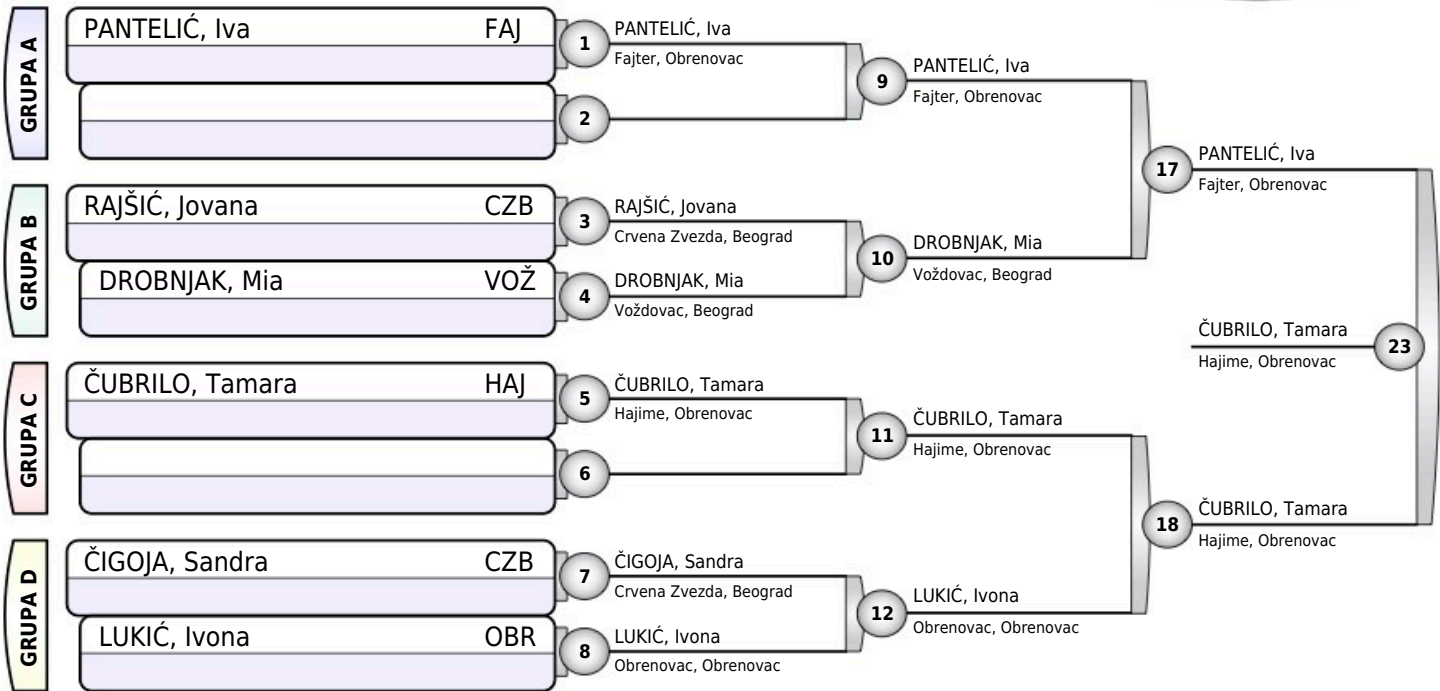 GRUPA A
PANTELIĆ, Iva FAJ
1
PANTELIĆ, Iva
Fajter, Obrenovac
2
9
PANTELIĆ, Iva
Fajter, Obrenovac
GRUPA B
RAJŠIĆ, Jovana CZB
3
RAJŠIĆ, Jovana
Crvena Zvezda, Beograd
DROBNJAK, Mia VOŽ
4
DROBNJAK, Mia
Voždovac, Beograd
10
DROBNJAK, Mia
Voždovac, Beograd
17
PANTELIĆ, Iva
Fajter, Obrenovac
GRUPA C
ČUBRILO, Tamara HAJ
5
ČUBRILO, Tamara
Hajime, Obrenovac
6
11
ČUBRILO, Tamara
Hajime, Obrenovac
GRUPA D
ČIGOJA, Sandra CZB
7
ČIGOJA, Sandra
Crvena Zvezda, Beograd
LUKIĆ, Ivona OBR
8
LUKIĆ, Ivona
Obrenovac, Obrenovac
12
LUKIĆ, Ivona
Obrenovac, Obrenovac
18
ČUBRILO, Tamara
Hajime, Obrenovac
ČUBRILO, Tamara
Hajime, Obrenovac
23